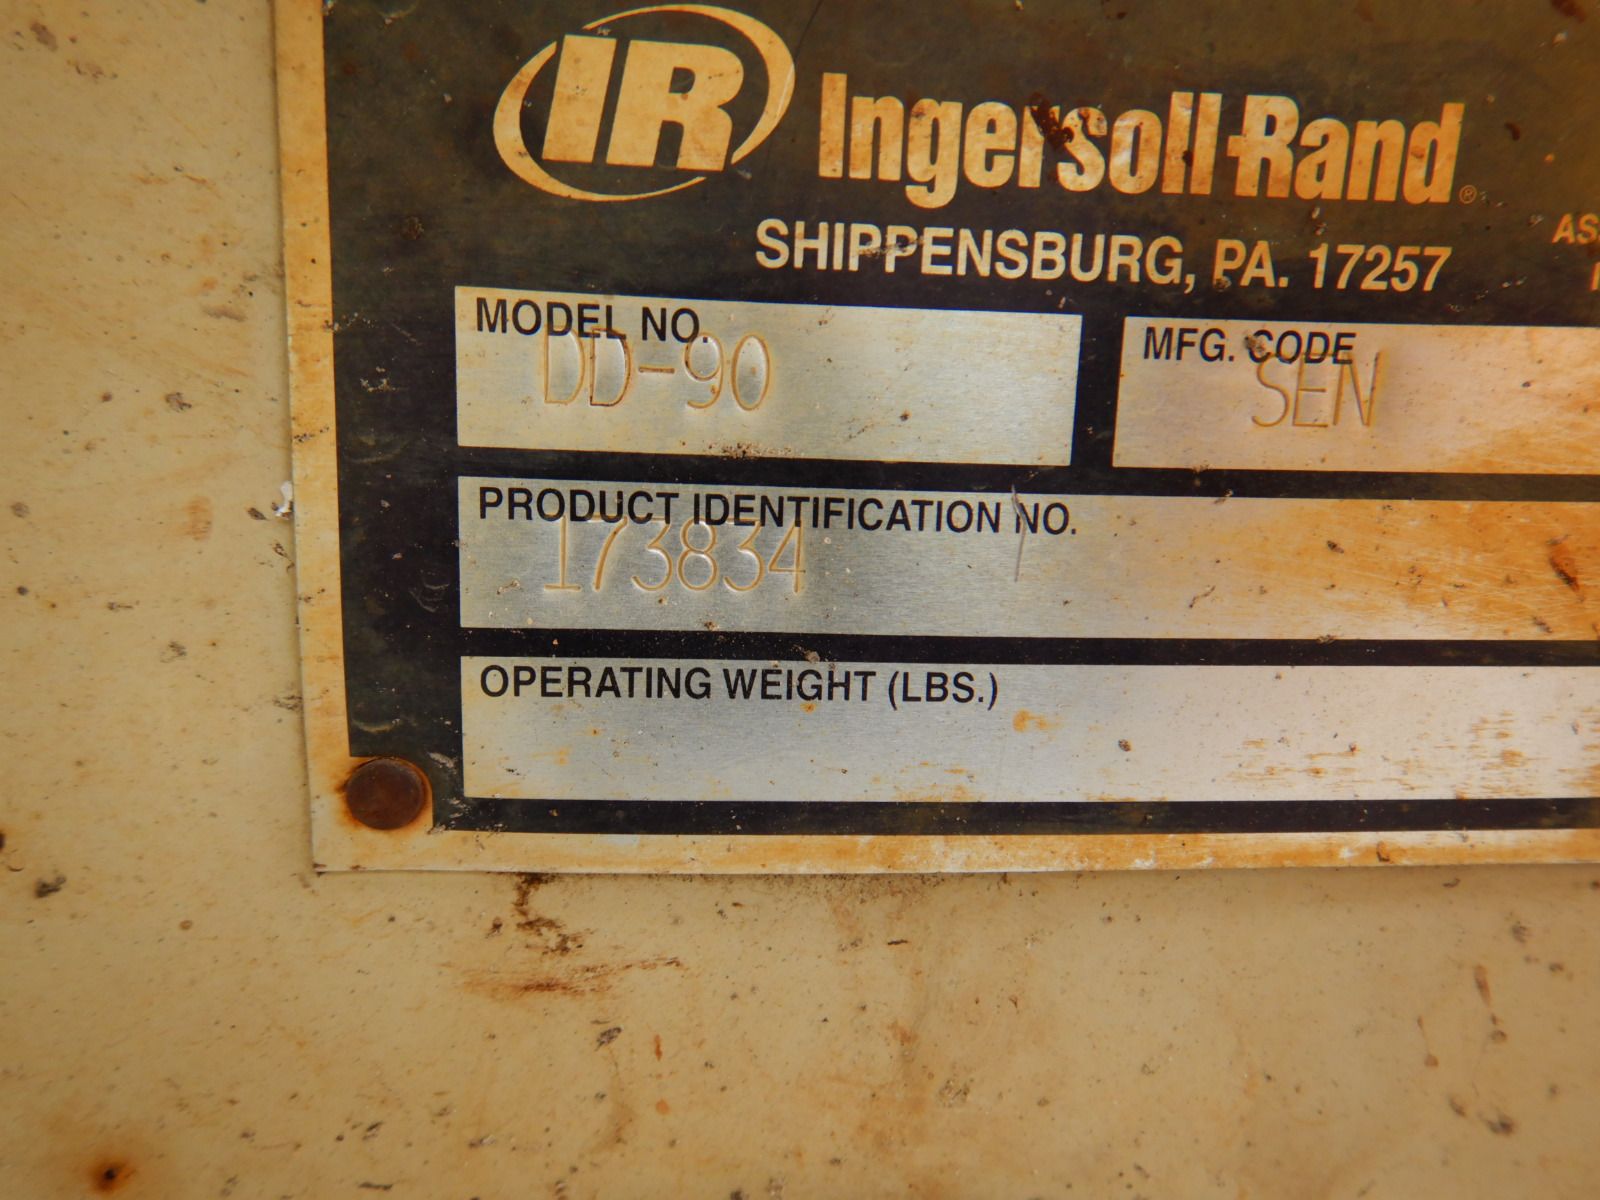 IR Ingersoll-Rand®
SHIPPENSBURG, PA. 17257
MODEL NO.
DD-90
MFG. CODE
SEN
PRODUCT IDENTIFICATION NO.
173834
OPERATING WEIGHT (LBS.)